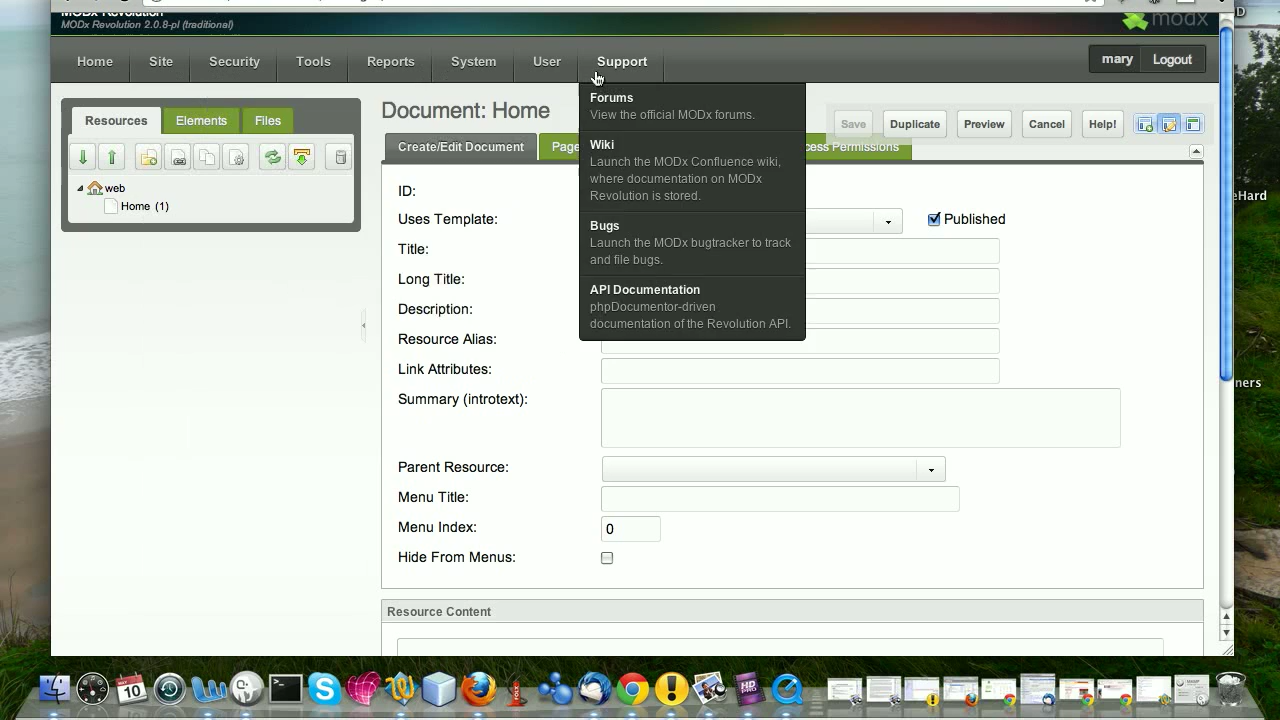 MODx Revolution
MODx Revolution 2.0.8-pl (traditional)
modx
Home Site Security Tools Reports System User Support
mary Logout
Resources Elements Files
web
Home (1)
Document: Home
Save Duplicate Preview Cancel Help!
Create/Edit Document
Page
cess Permissions
Forums
View the official MODx forums.
Wiki
Launch the MODx Confluence wiki,
where documentation on MODx
Revolution is stored.
Bugs
Launch the MODx bugtracker to track
and file bugs.
API Documentation
phpDocumentor-driven
documentation of the Revolution API.
ID:
Uses Template:
Published
Title:
Long Title:
Description:
Resource Alias:
Link Attributes:
Summary (introtext):
Parent Resource:
Menu Title:
Menu Index:
0
Hide From Menus:
Resource Content
D
eHard
ners
10
HD
PRO